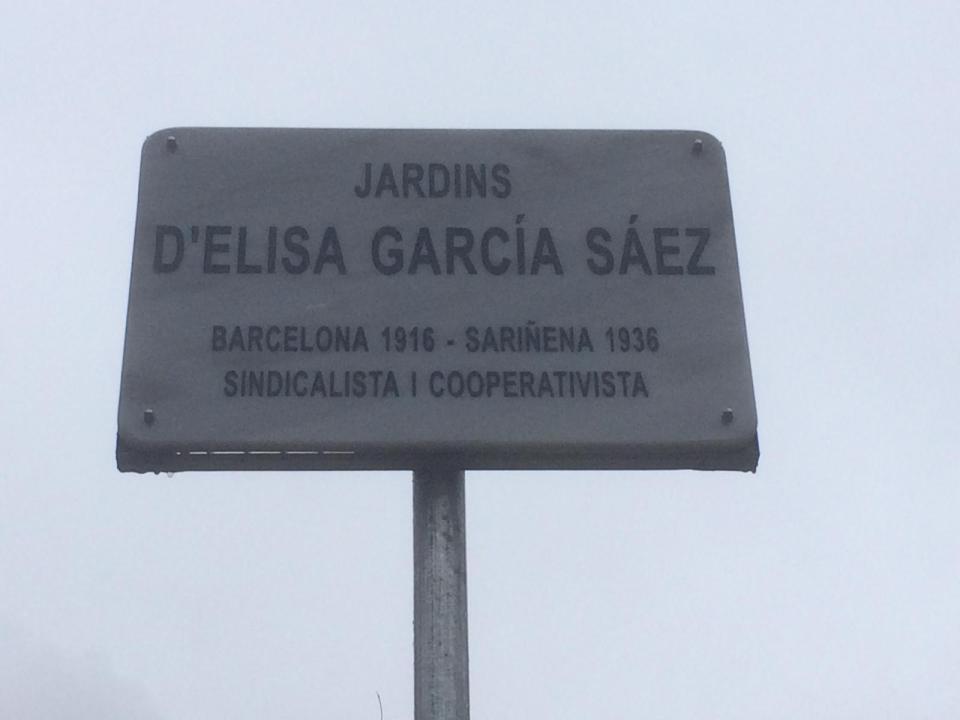 JARDINS
D'ELISA GARCÍA SÁEZ
BARCELONA 1916 - SARIÑENA 1936
SINDICALISTA I COOPERATIVISTA